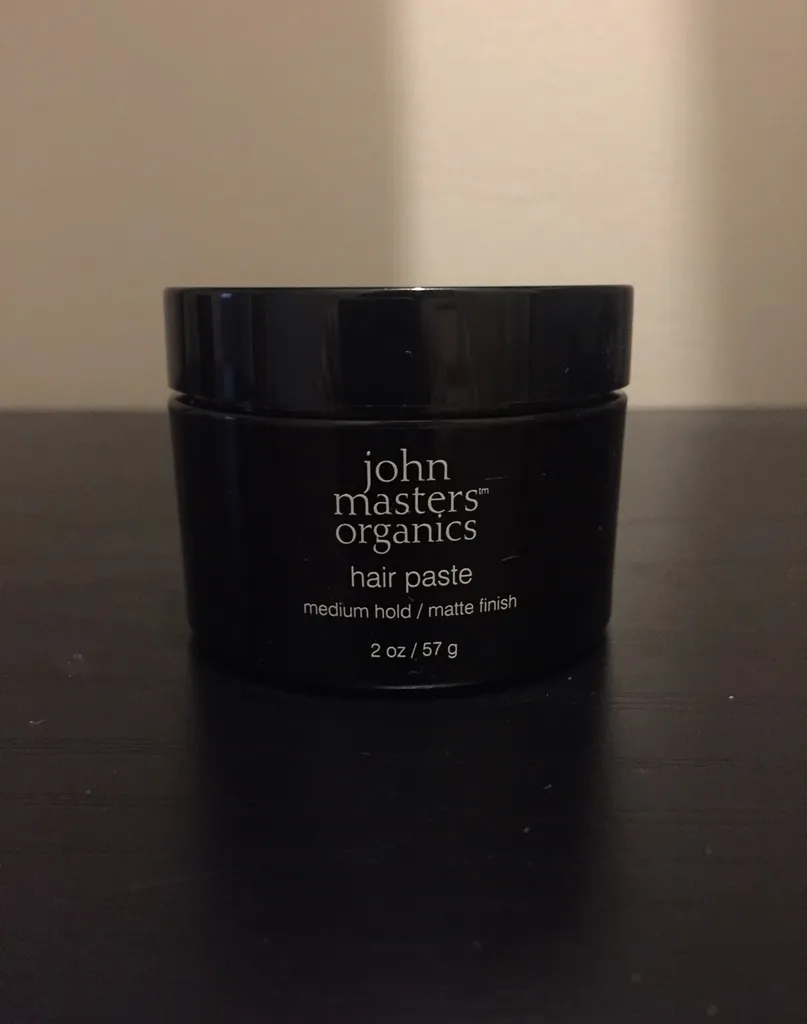 john
masters™
organics
hair paste
medium hold / matte finish
2 oz / 57 g